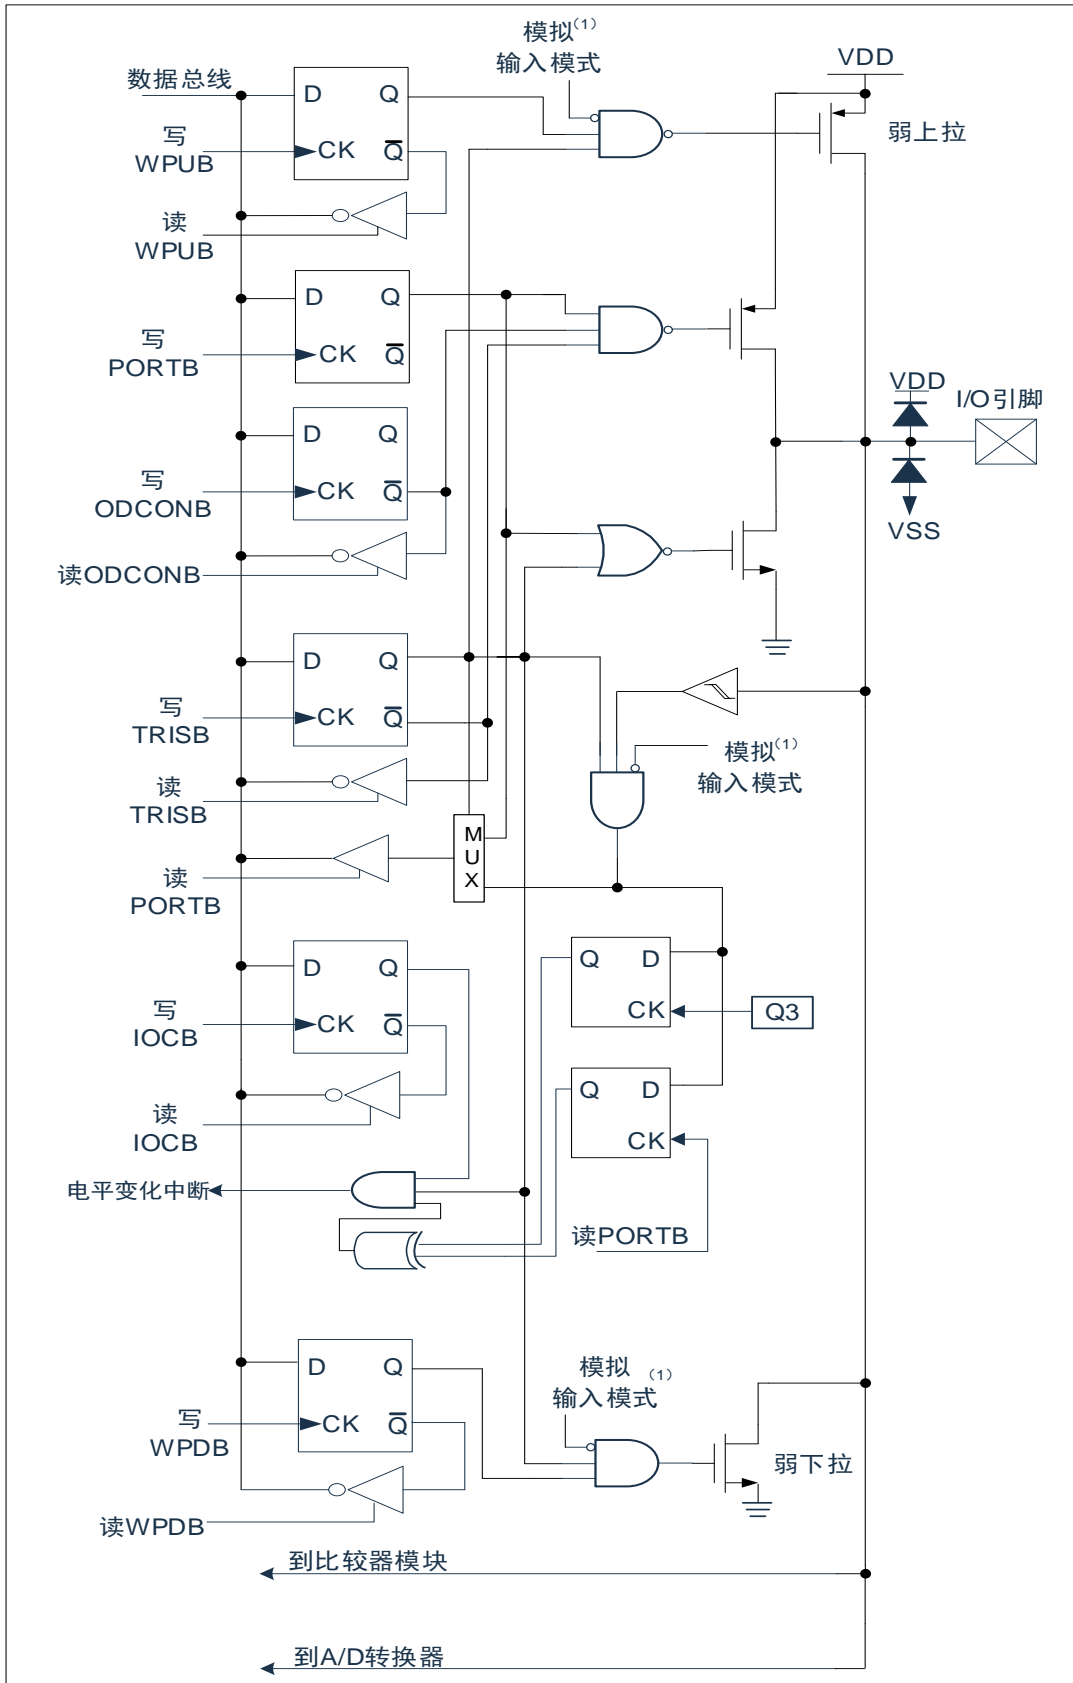 模拟(1)
输入模式
VDD
数据总线
D Q
弱上拉
写
WPUB
CK Q̅
读
WPUB
D Q
写
PORTB
CK Q̅
VDD
I/O引脚
D Q
写
ODCONB
CK Q̅
VSS
读ODCONB
D Q
写
TRISB
CK Q̅
模拟(1)
输入模式
读
TRISB
M
U
X
读
PORTB
D Q
Q D
写
IOCB
CK Q̅
CK
Q3
Q D
读
IOCB
CK
电平变化中断
读PORTB
D Q
模拟(1)
输入模式
写
WPDB
CK Q̅
弱下拉
读WPDB
到比较器模块
到A/D转换器